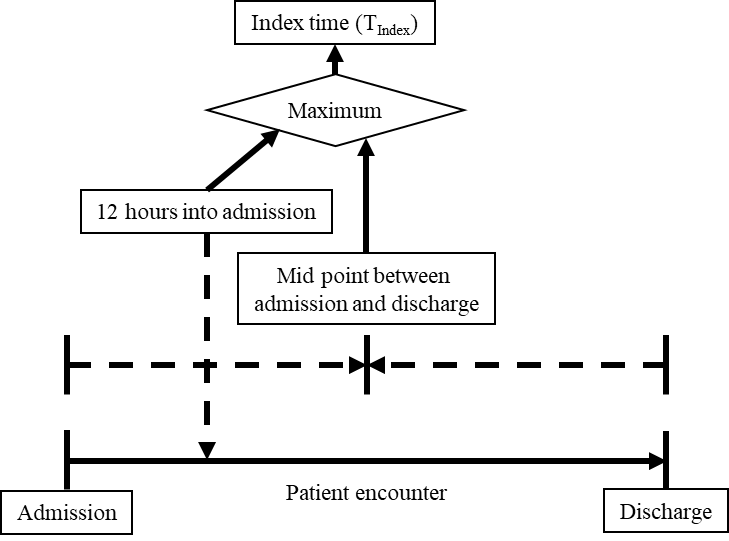 Index time (TIndex)
Maximum
12 hours into admission
Mid point between
admission and discharge
Patient encounter
Admission
Discharge